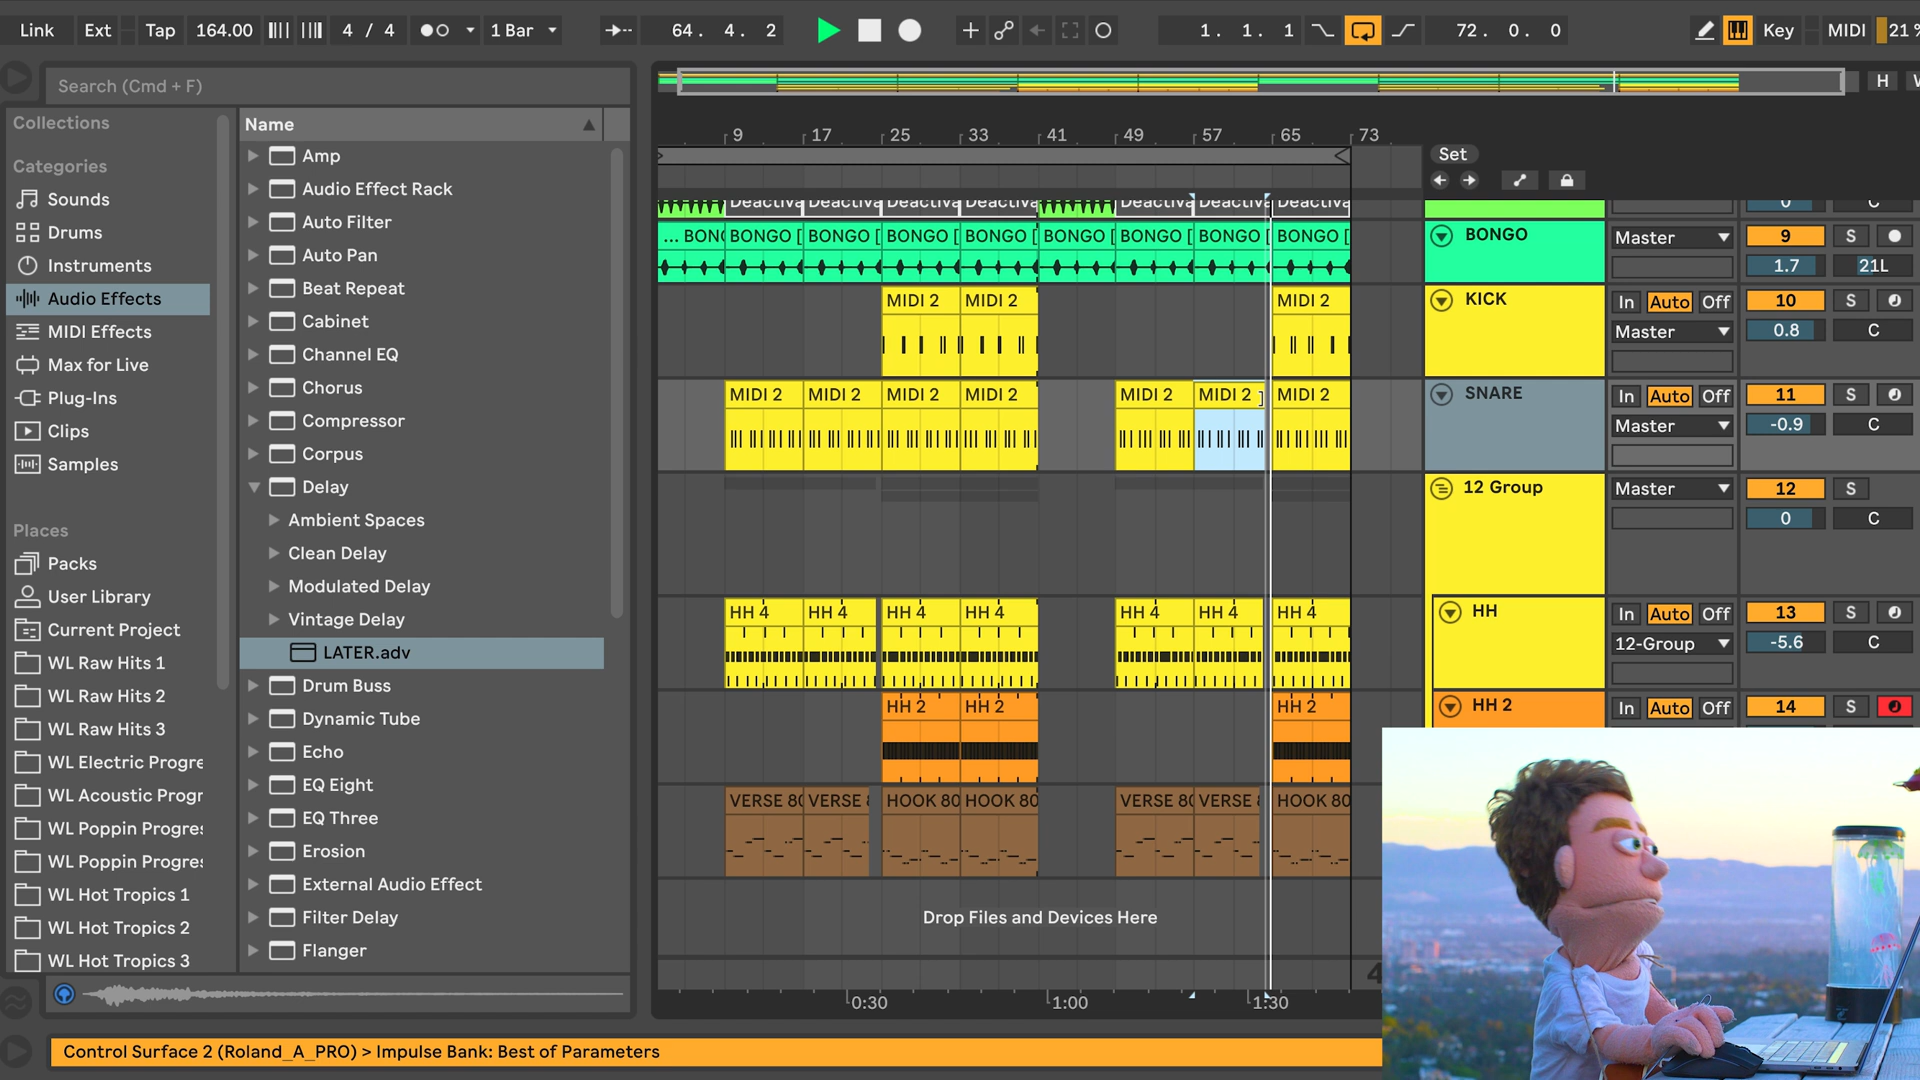 Link Ext Tap 164.00 4 / 4 1 Bar 64. 4. 2 1. 1. 1 72. 0. 0 Key MIDI 21 %
Search (Cmd + F) H
Collections
Categories
Sounds
Drums
Instruments
Audio Effects
MIDI Effects
Max for Live
Plug-Ins
Clips
Samples
Places
Packs
User Library
Current Project
WL Raw Hits 1
WL Raw Hits 2
WL Raw Hits 3
WL Electric Progre
WL Acoustic Progr
WL Poppin Progres
WL Poppin Progres
WL Hot Tropics 1
WL Hot Tropics 2
WL Hot Tropics 3
Name
Amp
Audio Effect Rack
Auto Filter
Auto Pan
Beat Repeat
Cabinet
Channel EQ
Chorus
Compressor
Corpus
Delay
Ambient Spaces
Clean Delay
Modulated Delay
Vintage Delay
LATER.adv
Drum Buss
Dynamic Tube
Echo
EQ Eight
EQ Three
Erosion
External Audio Effect
Filter Delay
Flanger
9 17 25 33 41 49 57 65 73
Set
Deactiva Deactiva Deactiva Deactiva Deactiva Deactiva Deactiva 0 C
... BON BONGO [ BONGO [ BONGO [ BONGO [ BONGO [ BONGO [ BONGO [ BONGO [ BONGO Master 9 S
1.7 21L
MIDI 2 MIDI 2 MIDI 2 KICK In Auto Off 10 S
Master 0.8 C
MIDI 2 MIDI 2 MIDI 2 MIDI 2 MIDI 2 MIDI 2 MIDI 2 SNARE In Auto Off 11 S
Master -0.9 C
12 Group Master 12 S
0 C
HH 4 HH 4 HH 4 HH 4 HH 4 HH 4 HH 4 HH In Auto Off 13 S
12-Group -5.6 C
HH 2 HH 2 HH 2 HH 2 In Auto Off 14 S
VERSE 80 VERSE 8 HOOK 80 HOOK 80 VERSE 80 VERSE 8 HOOK 80
Drop Files and Devices Here
4
0:30 1:00 1:30
Control Surface 2 (Roland_A_PRO) > Impulse Bank: Best of Parameters